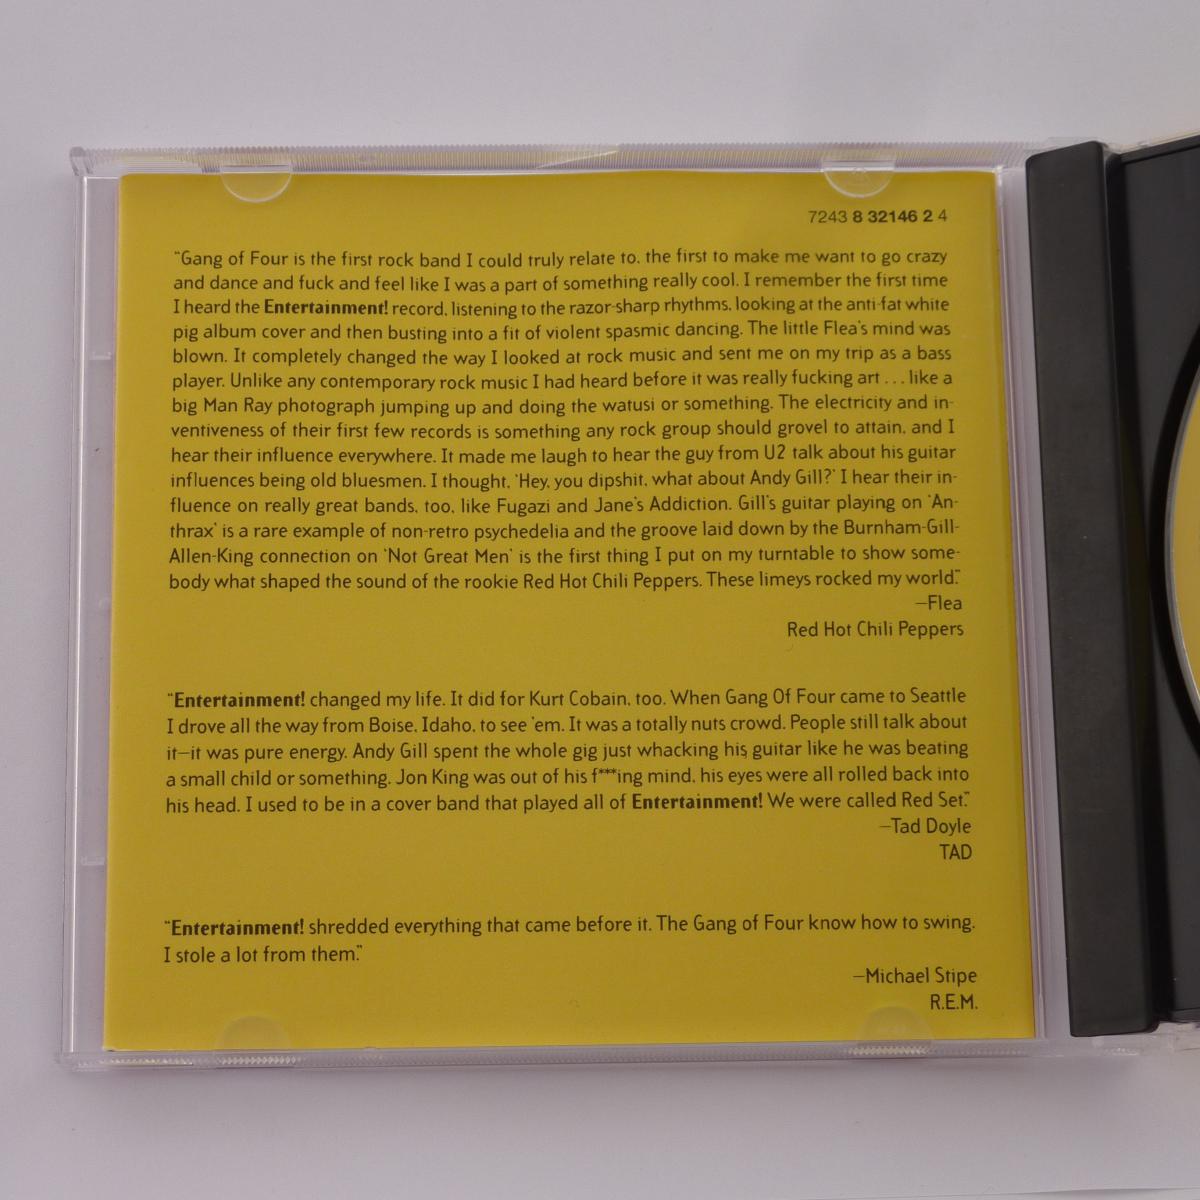 7243 8 32146 2 4
"Gang of Four is the first rock band I could truly relate to, the first to make me want to go crazy
and dance and fuck and feel like I was a part of something really cool. I remember the first time
I heard the Entertainment! record, listening to the razor-sharp rhythms, looking at the anti-fat white
pig album cover and then busting into a fit of violent spasmic dancing. The little Flea's mind was
blown. It completely changed the way I looked at rock music and sent me on my trip as a bass
player. Unlike any contemporary rock music I had heard before it was really fucking art . . . like a
big Man Ray photograph jumping up and doing the watusi or something. The electricity and in-
ventiveness of their first few records is something any rock group should grovel to attain, and I
hear their influence everywhere. It made me laugh to hear the guy from U2 talk about his guitar
influences being old bluesmen. I thought, 'Hey, you dipshit, what about Andy Gill?' I hear their in-
fluence on really great bands, too, like Fugazi and Jane's Addiction. Gill's guitar playing on 'An-
thrax' is a rare example of non-retro psychedelia and the groove laid down by the Burnham-Gill-
Allen-King connection on 'Not Great Men' is the first thing I put on my turntable to show some-
body what shaped the sound of the rookie Red Hot Chili Peppers. These limeys rocked my world."
—Flea
Red Hot Chili Peppers
"Entertainment! changed my life. It did for Kurt Cobain, too. When Gang Of Four came to Seattle
I drove all the way from Boise, Idaho, to see 'em. It was a totally nuts crowd. People still talk about
it—it was pure energy. Andy Gill spent the whole gig just whacking his guitar like he was beating
a small child or something. Jon King was out of his f***ing mind, his eyes were all rolled back into
his head. I used to be in a cover band that played all of Entertainment! We were called Red Set."
—Tad Doyle
TAD
"Entertainment! shredded everything that came before it. The Gang of Four know how to swing.
I stole a lot from them."
—Michael Stipe
R.E.M.